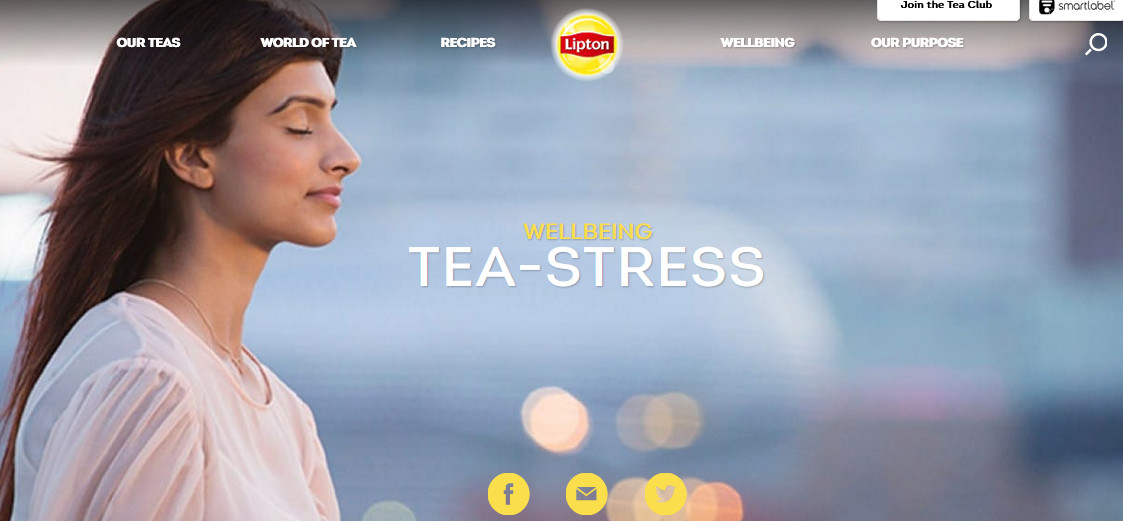 Join the Tea Club
smartlabel
OUR TEAS
WORLD OF TEA
RECIPES
Lipton
WELLBEING
OUR PURPOSE
WELLBEING
TEA-STRESS
f